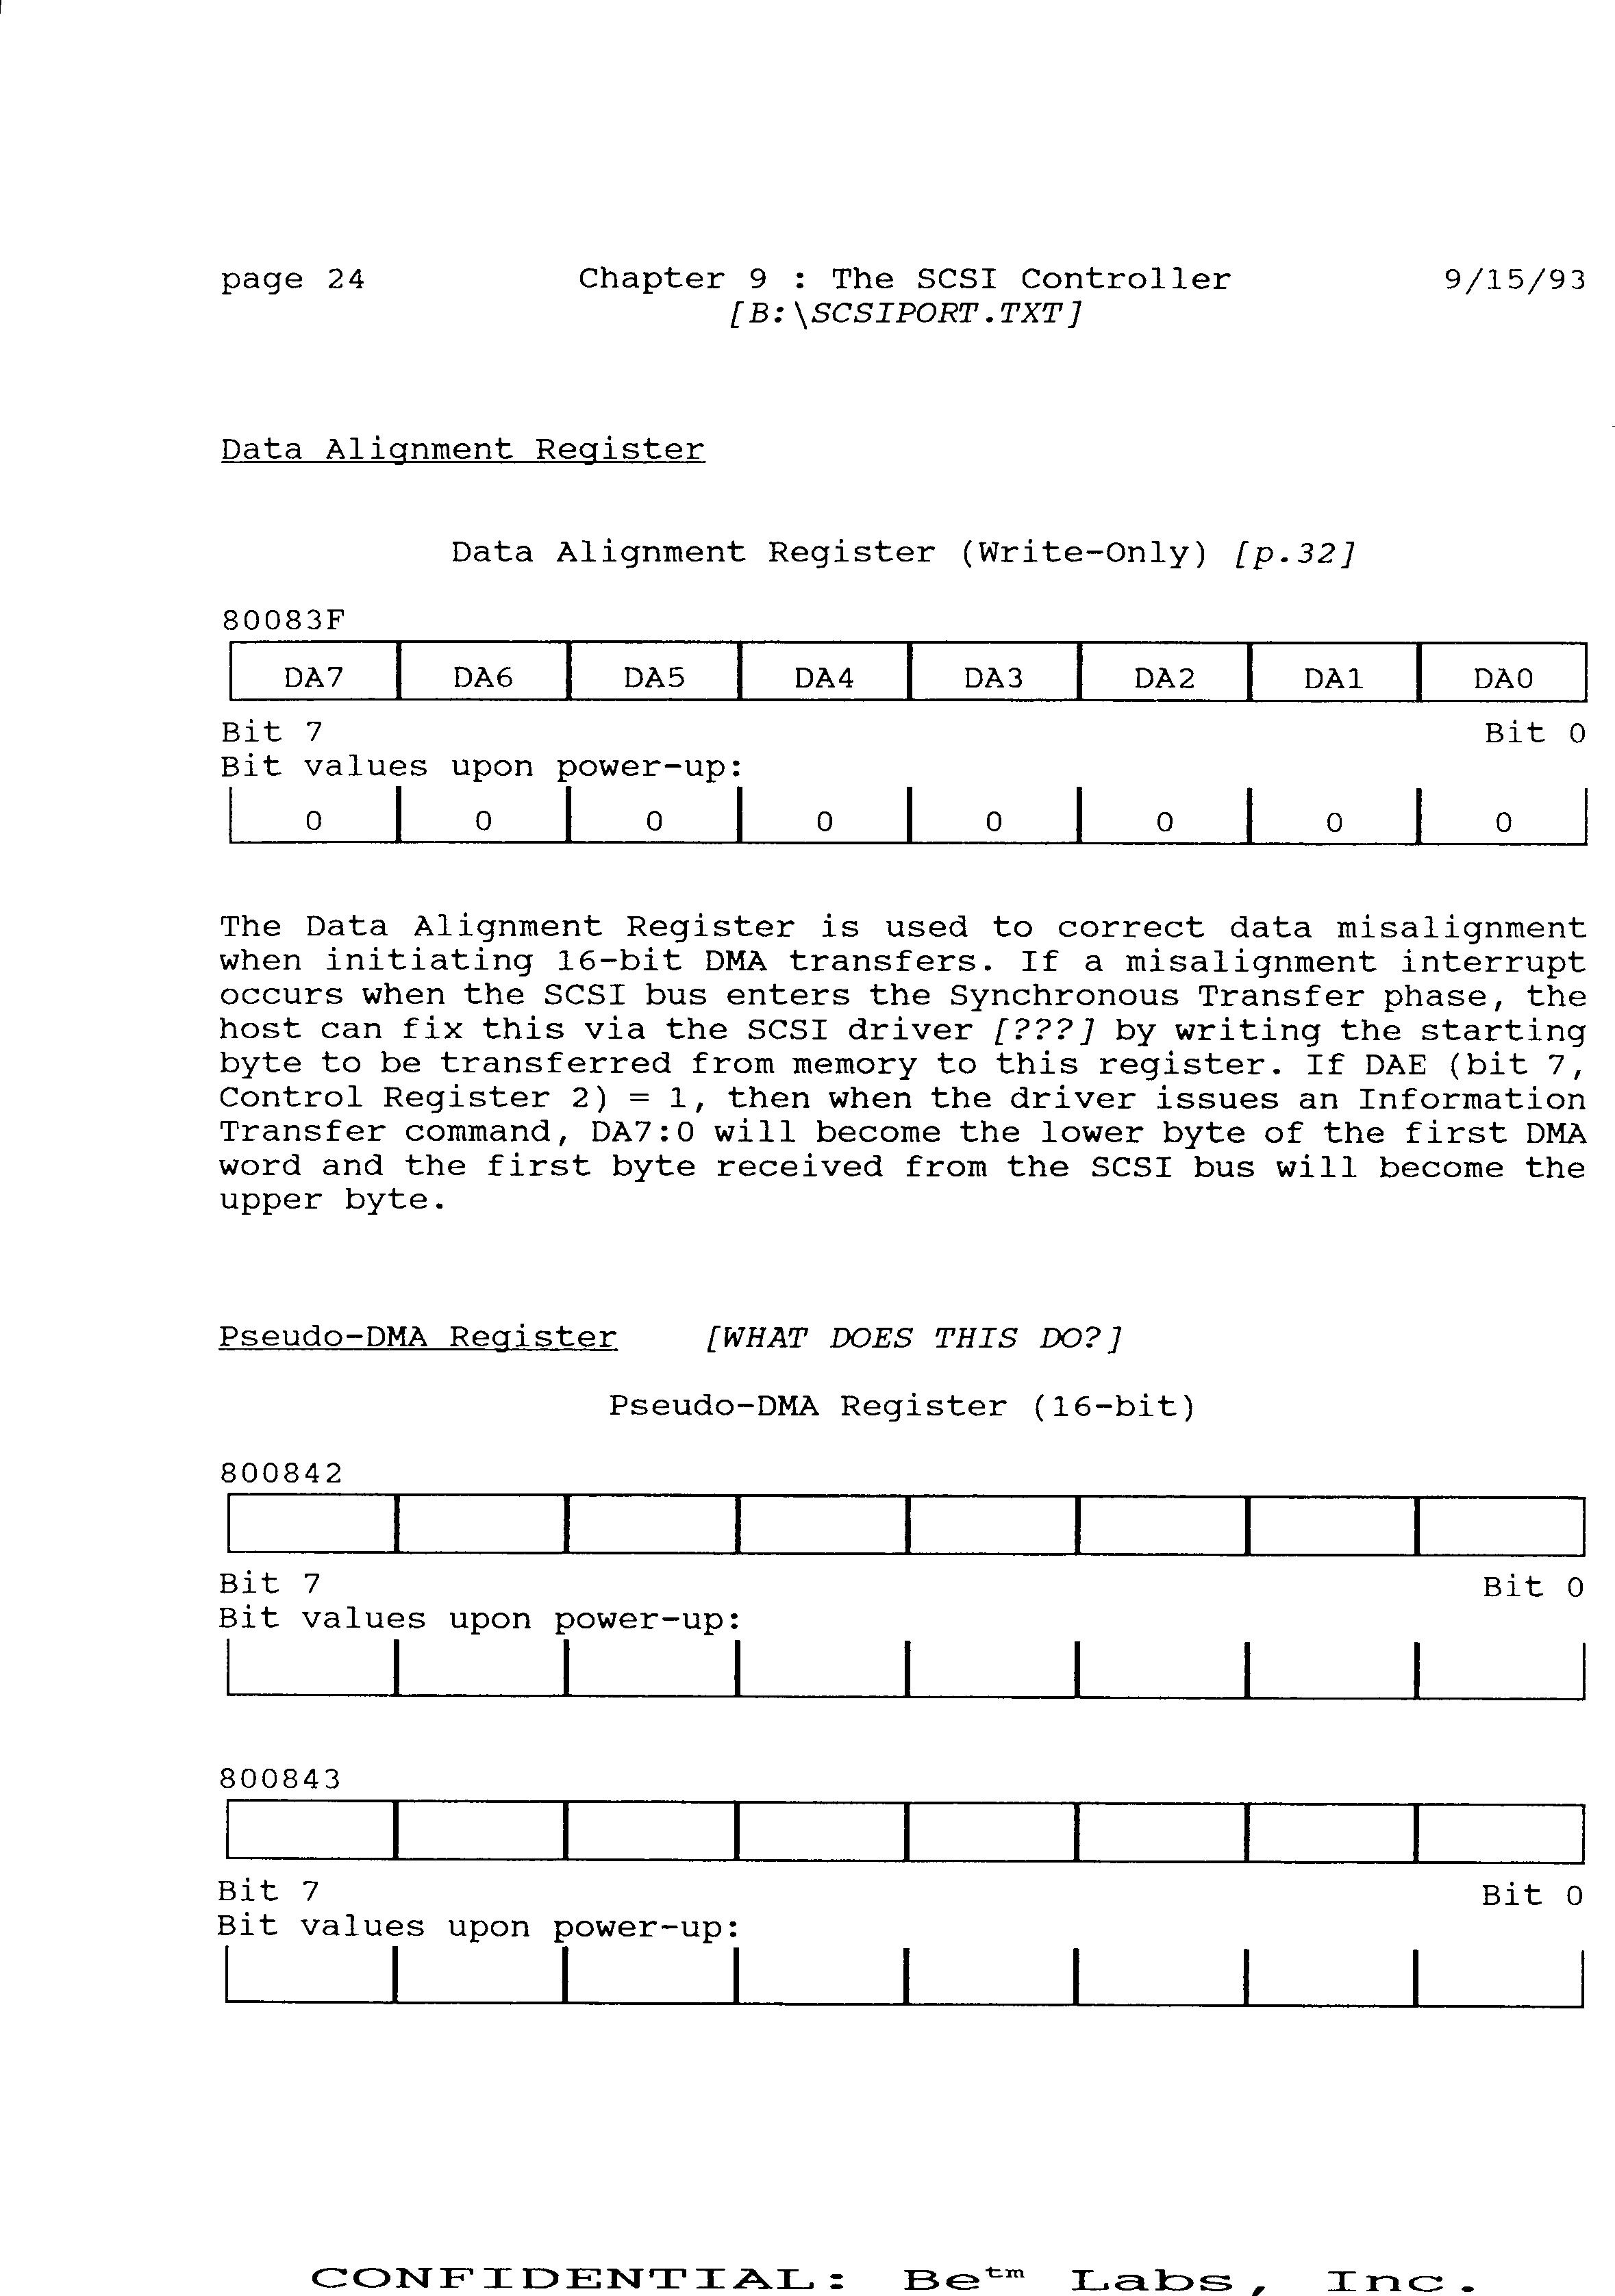 page 24 Chapter 9 : The SCSI Controller 9/15/93
[B:\SCSIPORT.TXT]
Data Alignment Register
Data Alignment Register (Write-Only) [p.32]
80083F
DA7 DA6 DA5 DA4 DA3 DA2 DA1 DA0
Bit 7 Bit 0
Bit values upon power-up:
0 0 0 0 0 0 0 0
The Data Alignment Register is used to correct data misalignment
when initiating 16-bit DMA transfers. If a misalignment interrupt
occurs when the SCSI bus enters the Synchronous Transfer phase, the
host can fix this via the SCSI driver [???] by writing the starting
byte to be transferred from memory to this register. If DAE (bit 7,
Control Register 2) = 1, then when the driver issues an Information
Transfer command, DA7:0 will become the lower byte of the first DMA
word and the first byte received from the SCSI bus will become the
upper byte.
Pseudo-DMA Register [WHAT DOES THIS DO?]
Pseudo-DMA Register (16-bit)
800842
Bit 7 Bit 0
Bit values upon power-up:
800843
Bit 7 Bit 0
Bit values upon power-up:
CONFIDENTIAL: Be™ Labs, Inc.